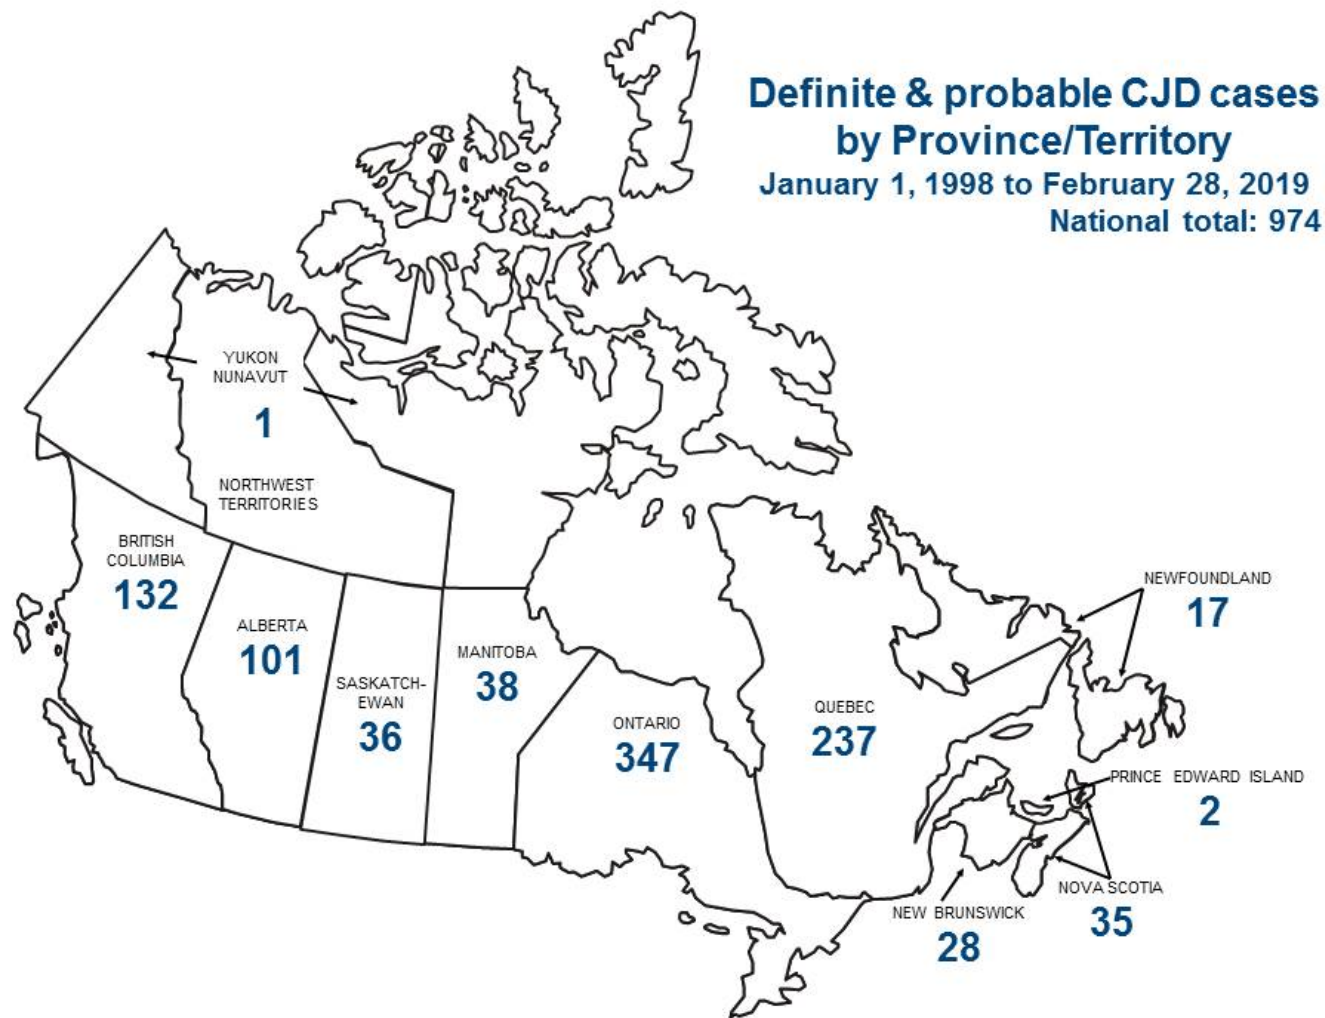 Definite & probable CJD cases
by Province/Territory
January 1, 1998 to February 28, 2019
National total: 974
YUKON
NUNAVUT
1
NORTHWEST
TERRITORIES
BRITISH
COLUMBIA
132
ALBERTA
101
SASKATCH-
EWAN
36
MANITOBA
38
ONTARIO
347
QUEBEC
237
NEWFOUNDLAND
17
PRINCE EDWARD ISLAND
2
NOVA SCOTIA
35
NEW BRUNSWICK
28